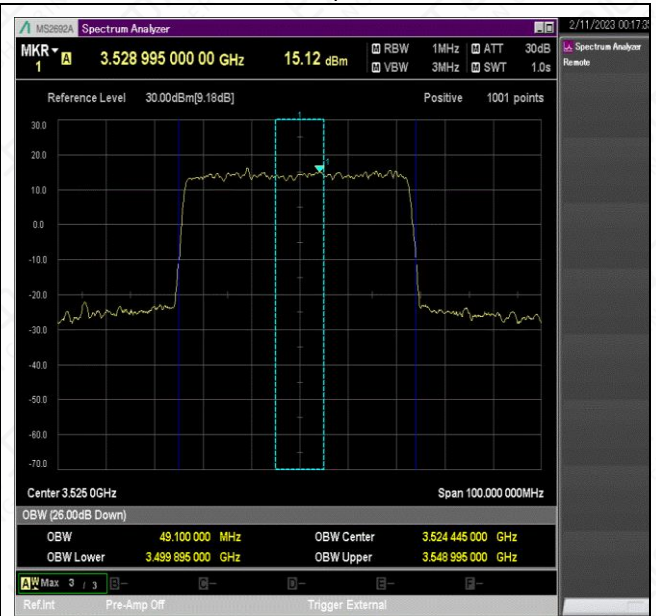 MS2692A Spectrum Analyzer 2/11/2023 00:17:3
MKR A 3.528 995 000 00 GHz 15.12 dBm M RBW 1MHz M ATT 30dB
1 M VBW 3MHz M SWT 1.0s
Spectrum Analyzer
Remote
Reference Level 30.00dBm[9.18dB] Positive 1001 points
1
30.0
20.0
1
10.0
0.0
-10.0
-20.0
-30.0
-40.0
-50.0
-60.0
-70.0
Center 3.525 0GHz Span 100.000 000MHz
OBW (26.00dB Down)
OBW 49.100 000 MHz OBW Center 3.524 445 000 GHz
OBW Lower 3.499 895 000 GHz OBW Upper 3.548 995 000 GHz
A W Max 3 / 3 B- C- D- E- F-
Ref.Int Pre-Amp Off Trigger External